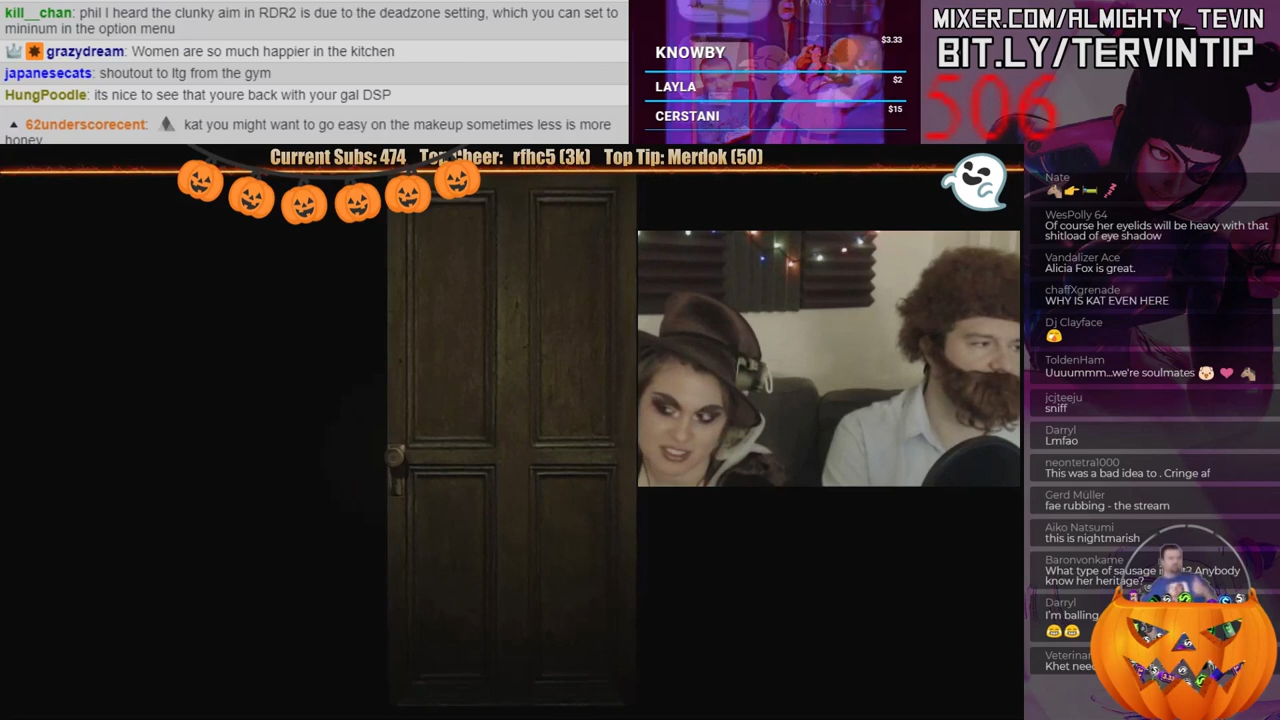 kill__chan: phil I heard the clunky aim in RDR2 is due to the deadzone setting, which you can set to
mininum in the option menu
grazydream: Women are so much happier in the kitchen
japanesecats: shoutout to ltg from the gym
HungPoodle: its nice to see that youre back with your gal DSP
62underscorecent: kat you might want to go easy on the makeup sometimes less is more
honey
$3.33
KNOWBY
$2
LAYLA
$15
CERSTANI
MIXER.COM/ALMIGHTY_TEVIN
BIT.LY/TERVINTIP
506
Current Subs: 474 Top Cheer: rfhc5 (3k) Top Tip: Merdok (50)
Nate
WesPolly 64
Of course her eyelids will be heavy with that
shitload of eye shadow
Vandalizer Ace
Alicia Fox is great.
chaffXgrenade
WHY IS KAT EVEN HERE
Dj Clayface
ToldenHam
Uuuummm...we're soulmates
jcjteeju
sniff
Darryl
Lmfao
neontetra1000
This was a bad idea to . Cringe af
Gerd Müller
fae rubbing - the stream
Aiko Natsumi
this is nightmarish
Baronvonkame
What type of sausage Anybody
know her heritage?
Darryl
I'm balling
Veterinar
Khet nee